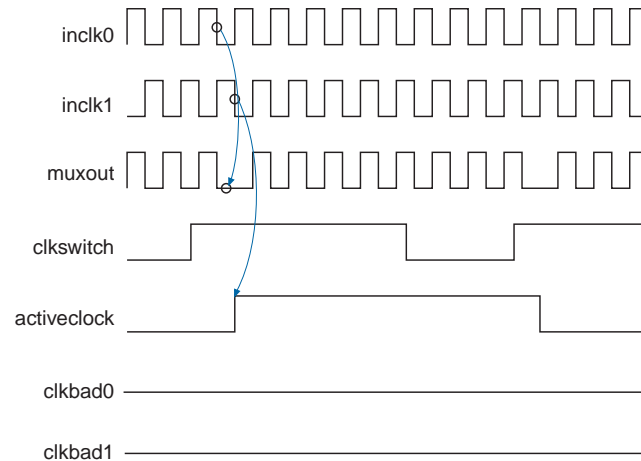 inclk0
inclk1
muxout
clkswitch
activeclock
clkbad0
clkbad1